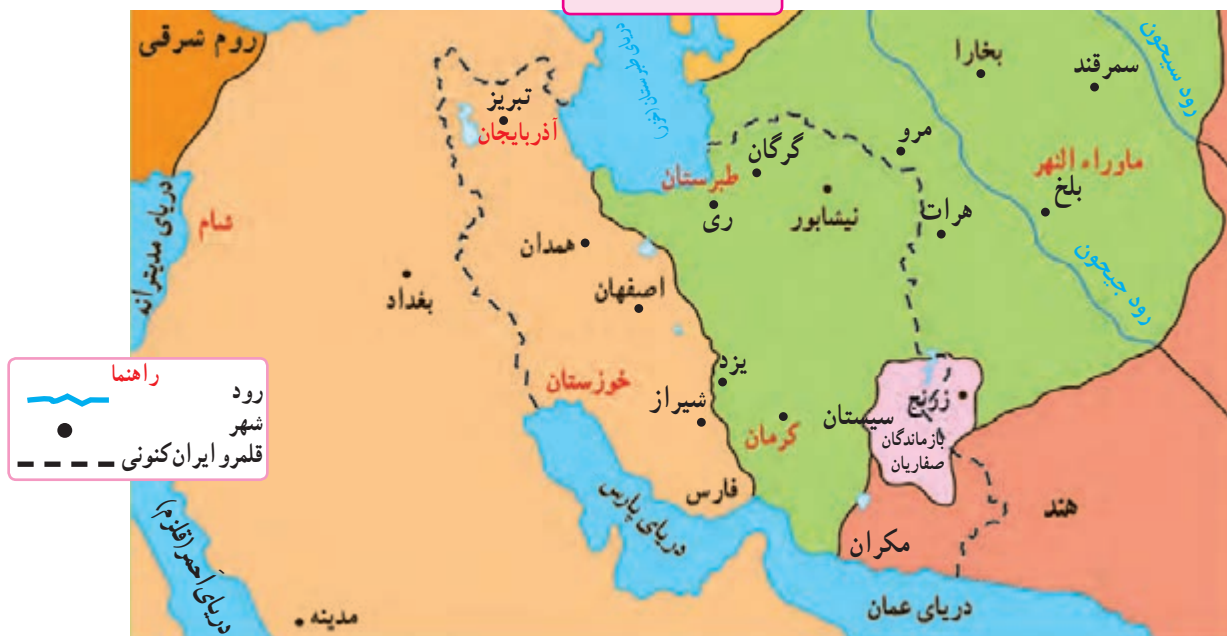 روم شرقی
دریای طبرستان (خزر)
بخارا
سمرقند
رود سیحون
تبریز
آذربایجان
مرو
ماوراء النهر
گرگان
طبرستان
ری
نیشابور
هرات
بلخ
شام
دریای مدیترانه
همدان
بغداد
اصفهان
رود جیحون
خوزستان
یزد
شیراز
کرمان
سیستان
زرنج
بازماندگان
صفاریان
فارس
دریای پارس
هند
مکران
دریای عمان
مدینه
دریای احمر (قلزم)
راهنما
رود
شهر
قلمرو ایران کنونی